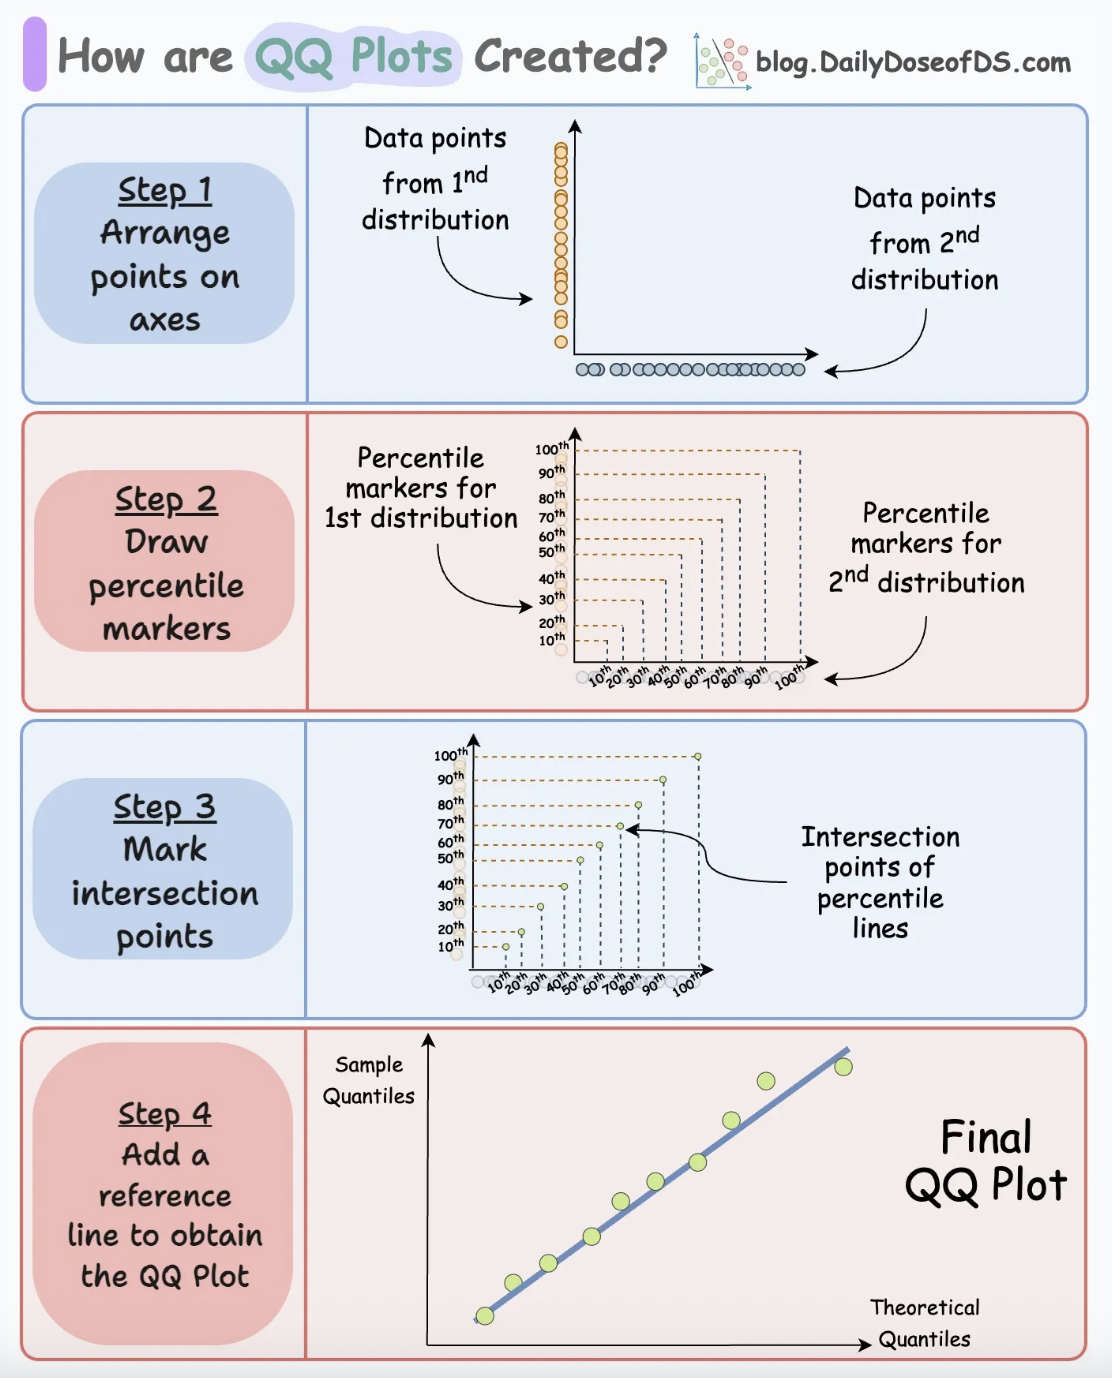 How are QQ Plots Created?
blog.DailyDoseofDS.com
Step 1
Arrange
points on
axes
Data points
from 1nd
distribution
Data points
from 2nd
distribution
Step 2
Draw
percentile
markers
Percentile
markers for
1st distribution
100th
90th
80th
70th
60th
50th
40th
30th
20th
10th
10th 20th 30th 40th 50th 60th 70th 80th 90th 100th
Percentile
markers for
2nd distribution
Step 3
Mark
intersection
points
100th
90th
80th
70th
60th
50th
40th
30th
20th
10th
10th 20th 30th 40th 50th 60th 70th 80th 90th 100th
Intersection
points of
percentile
lines
Step 4
Add a
reference
line to obtain
the QQ Plot
Sample
Quantiles
Final
QQ Plot
Theoretical
Quantiles